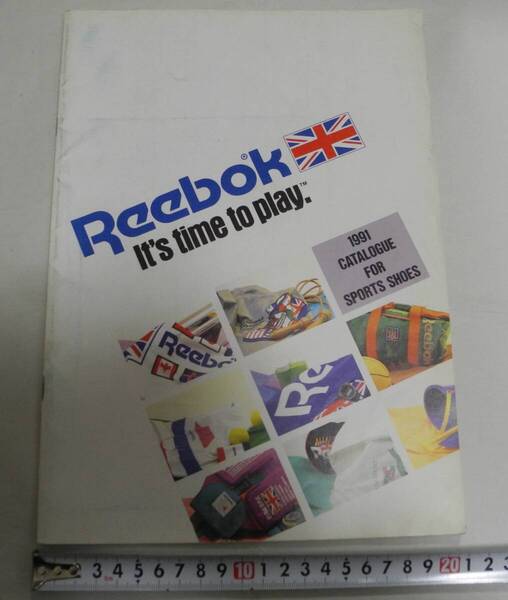 Reebok®
It's time to play.™
1991
CATALOGUE
FOR
SPORTS SHOES
Reebok
Reebok
Re
3 4 5 6 7 8 9 10 1 2 3 4 5 6 7 8 9 20 1 2 3